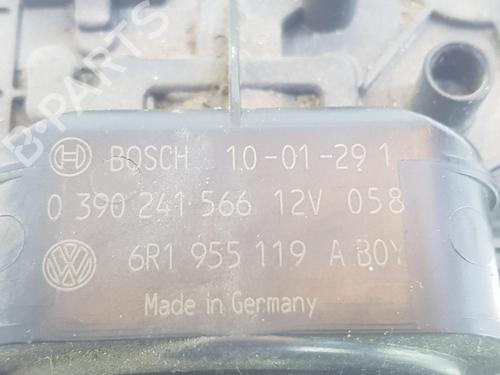 B-PARTS
BOSCH 10-01-29 1
0 390 241 566 12V 058
6R1 955 119 A BOY
Made in Germany